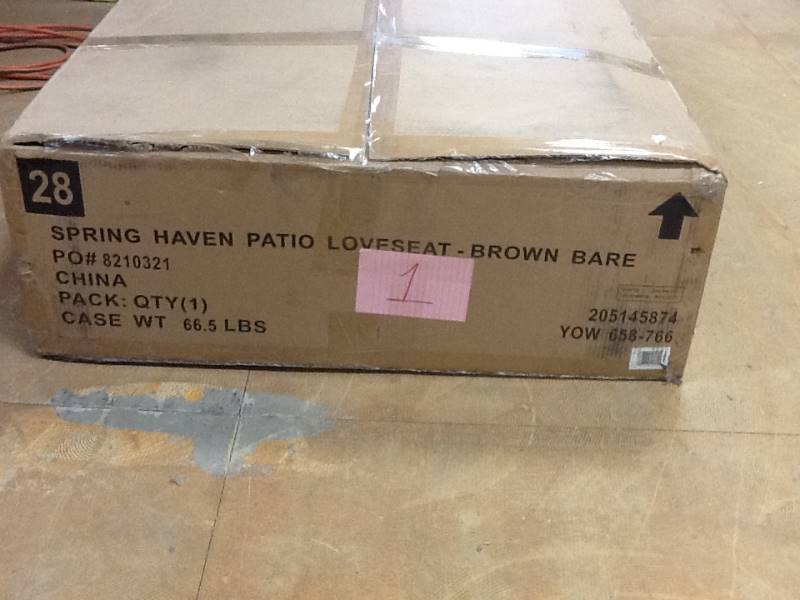 28
SPRING HAVEN PATIO LOVESEAT - BROWN BARE
PO# 8210321
CHINA
PACK: QTY(1)
CASE WT 66.5 LBS
1
205145874
YOW 658-766